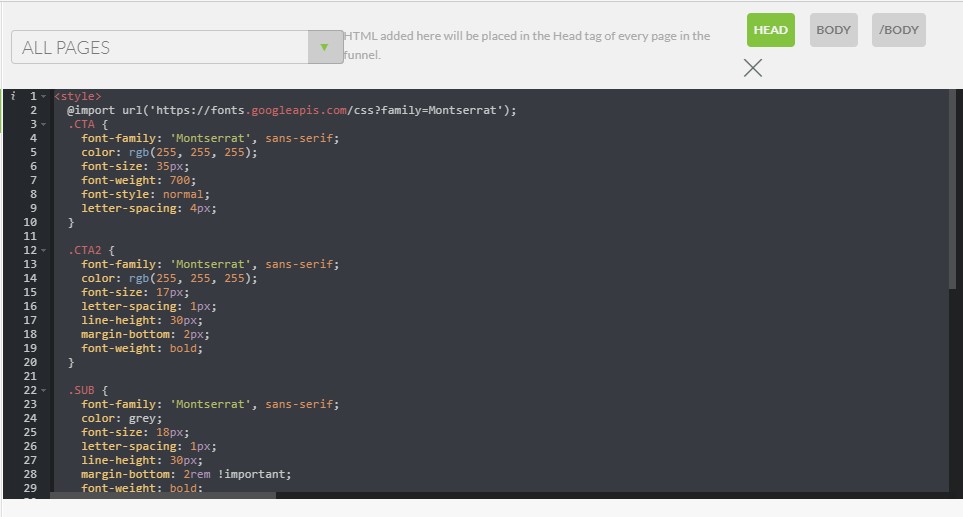 ALL PAGES
HTML added here will be placed in the Head tag of every page in the
funnel.
HEAD BODY /BODY
i 1 <style>
2 @import url('https://fonts.googleapis.com/css?family=Montserrat');
3 .CTA {
4 font-family: 'Montserrat', sans-serif;
5 color: rgb(255, 255, 255);
6 font-size: 35px;
7 font-weight: 700;
8 font-style: normal;
9 letter-spacing: 4px;
10 }
11
12 .CTA2 {
13 font-family: 'Montserrat', sans-serif;
14 color: rgb(255, 255, 255);
15 font-size: 17px;
16 letter-spacing: 1px;
17 line-height: 30px;
18 margin-bottom: 2px;
19 font-weight: bold;
20 }
21
22 .SUB {
23 font-family: 'Montserrat', sans-serif;
24 color: grey;
25 font-size: 18px;
26 letter-spacing: 1px;
27 line-height: 30px;
28 margin-bottom: 2rem !important;
29 font-weight: bold;